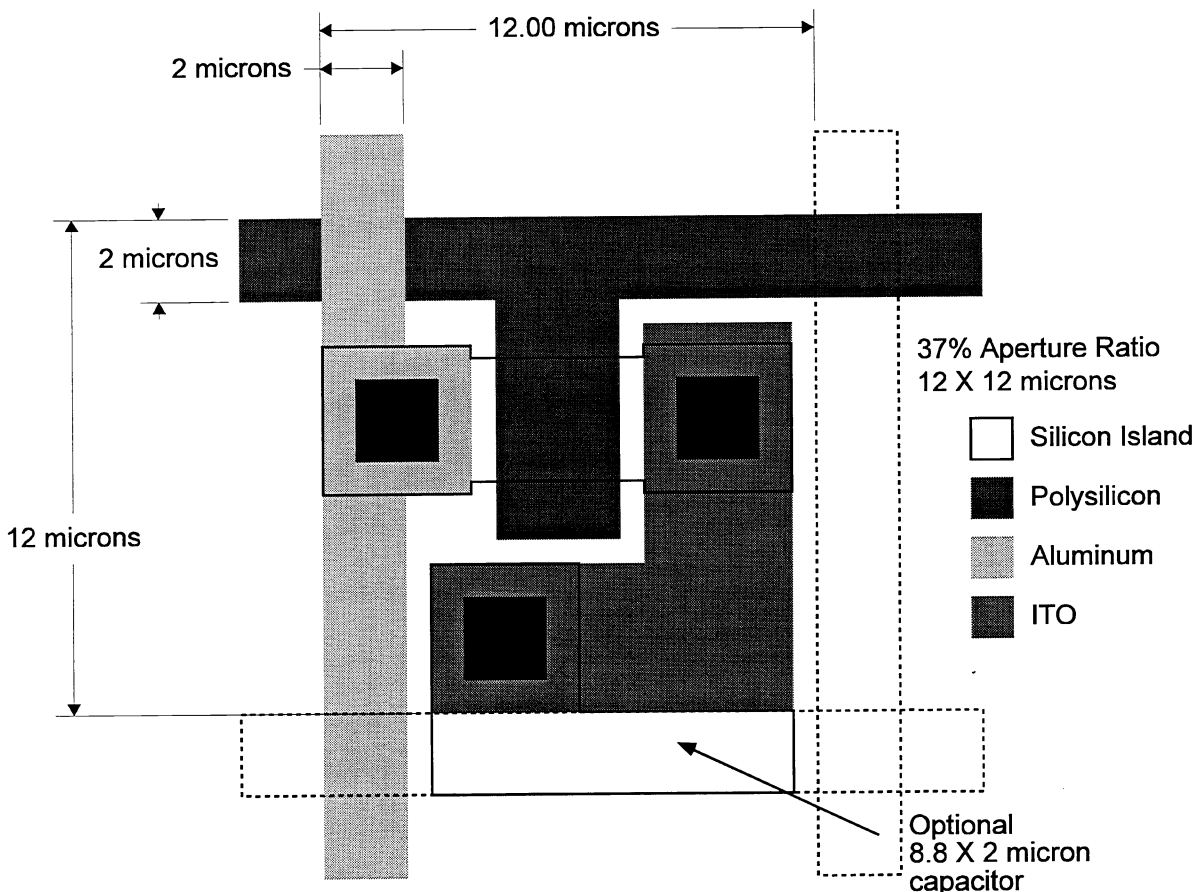 12.00 microns
2 microns
2 microns
12 microns
37% Aperture Ratio
12 X 12 microns
Silicon Island
Polysilicon
Aluminum
ITO
Optional
8.8 X 2 micron
capacitor